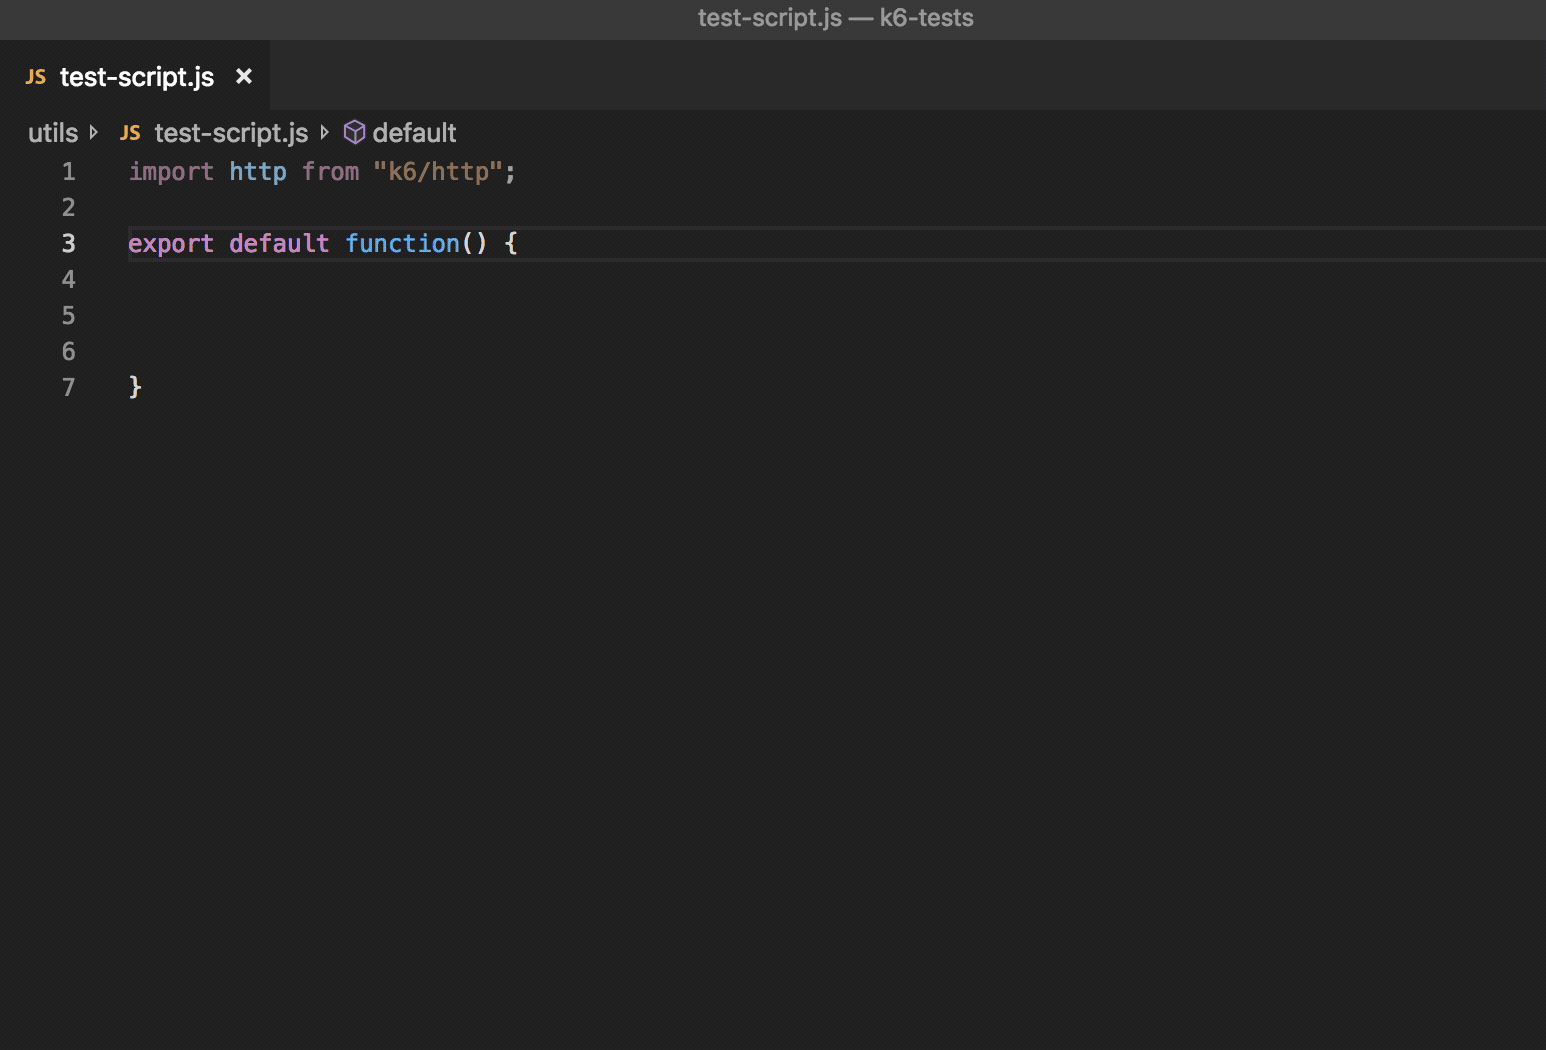 test-script.js — k6-tests
JS test-script.js ×
utils JS test-script.js default
1 import http from "k6/http";
2
3 export default function() {
4
5
6
7 }